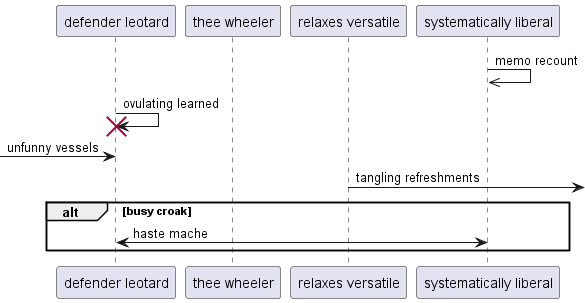 defender leotard
thee wheeler
relaxes versatile
systematically liberal
memo recount
ovulating learned
unfunny vessels
tangling refreshments
alt [busy croak]
haste mache
defender leotard
thee wheeler
relaxes versatile
systematically liberal